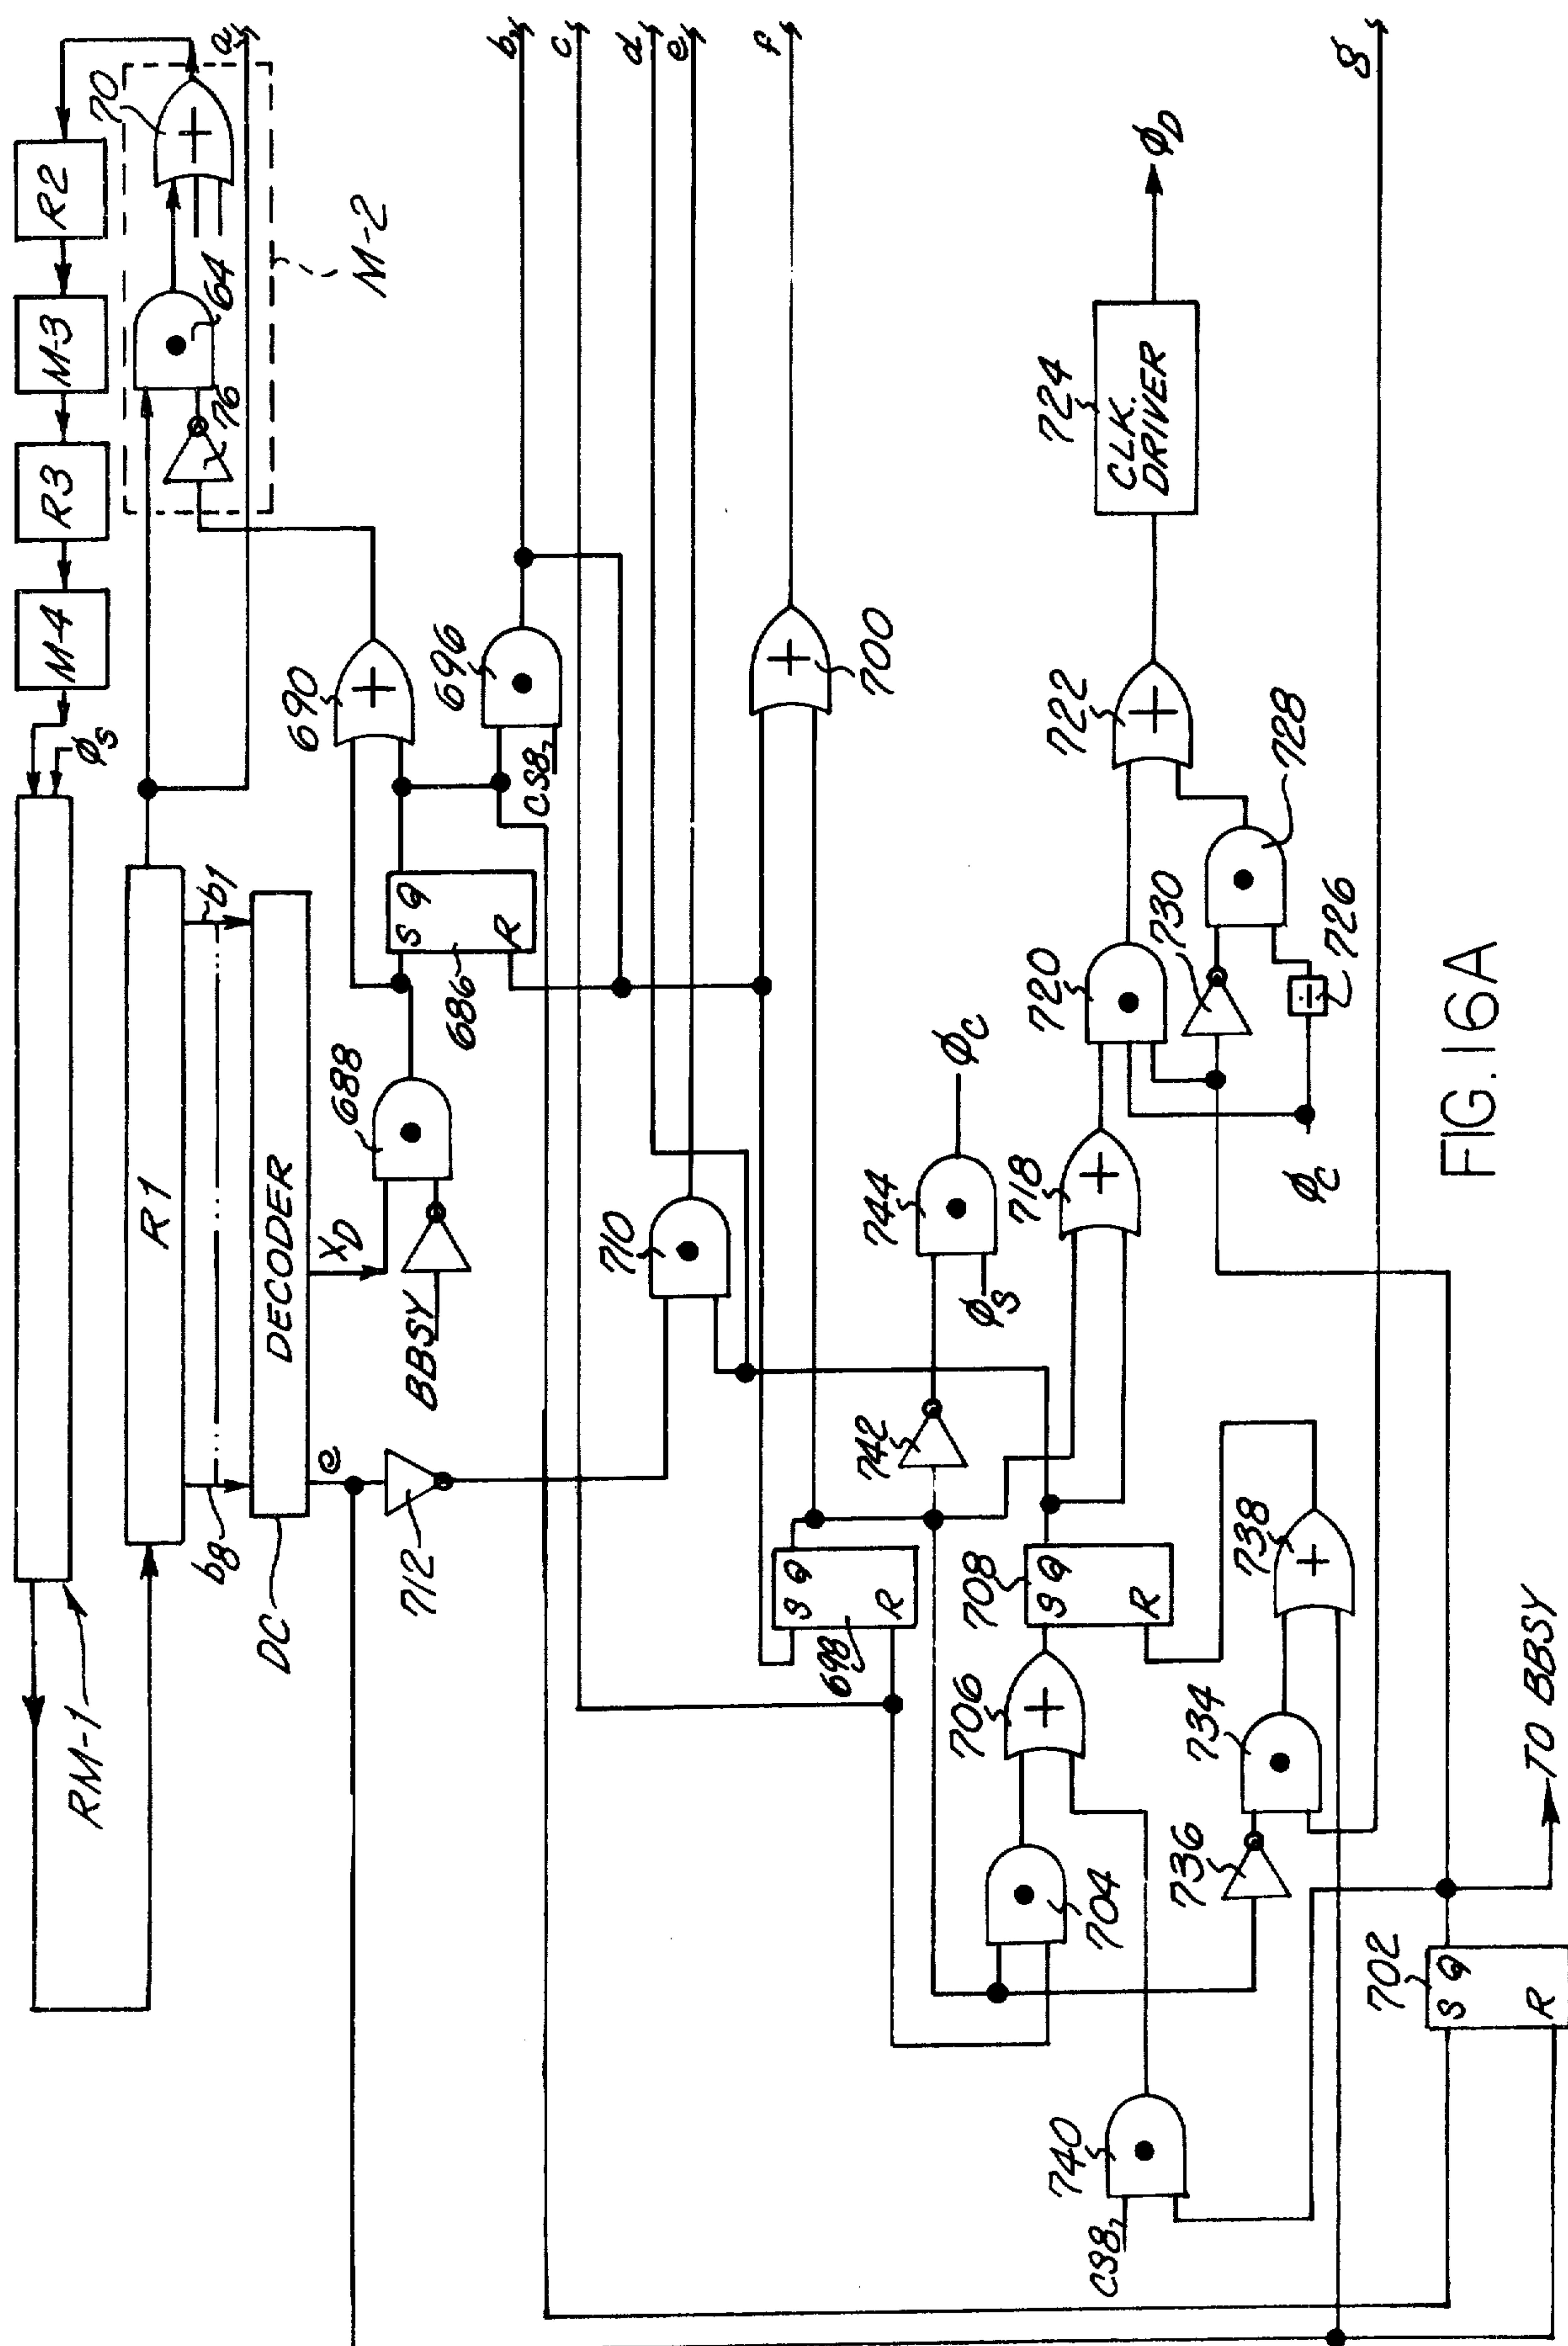 R2
M-3
R3
M-4
70
64
76
M-2
a
b
c
d
e
f
g
φS
RM-1
R1
b1
b8
DECODER
DC
e
XD
BBSY
688
686
S Q
R
690
696
CS87
712
710
700
698
S Q
R
742
744
φS
φC
706
708
S Q
R
704
718
720
722
724
CLK.
DRIVER
φD
730
728
726
÷
φC
734
736
738
740
CS87
702
S Q
R
TO BBSY
FIG. 16A